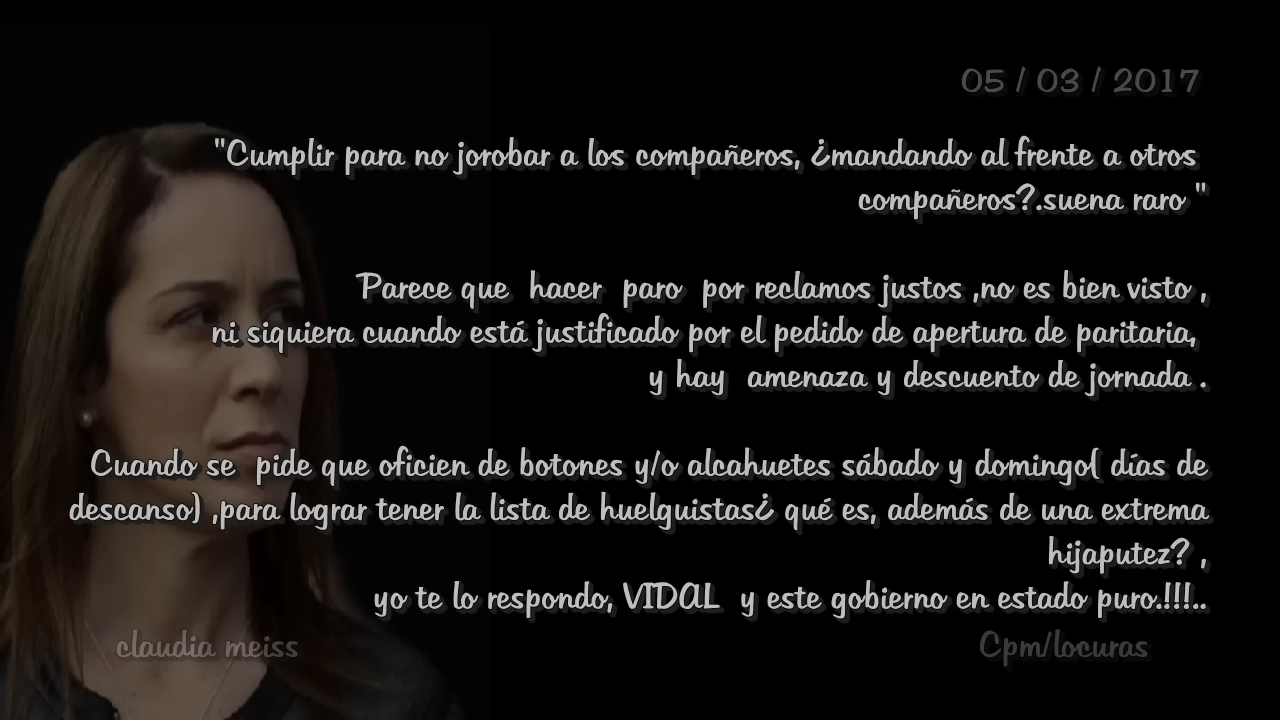 05 / 03 / 2017
"Cumplir para no jorobar a los compañeros, ¿mandando al frente a otros
compañeros?.suena raro "
Parece que hacer paro por reclamos justos ,no es bien visto ,
ni siquiera cuando está justificado por el pedido de apertura de paritaria,
y hay amenaza y descuento de jornada .
Cuando se pide que oficien de botones y/o alcahuetes sábado y domingo( días de
descanso) ,para lograr tener la lista de huelguistas¿ qué es, además de una extrema
hijaputez? ,
yo te lo respondo, VIDAL y este gobierno en estado puro.!!!..
claudia meiss
Cpm/locuras